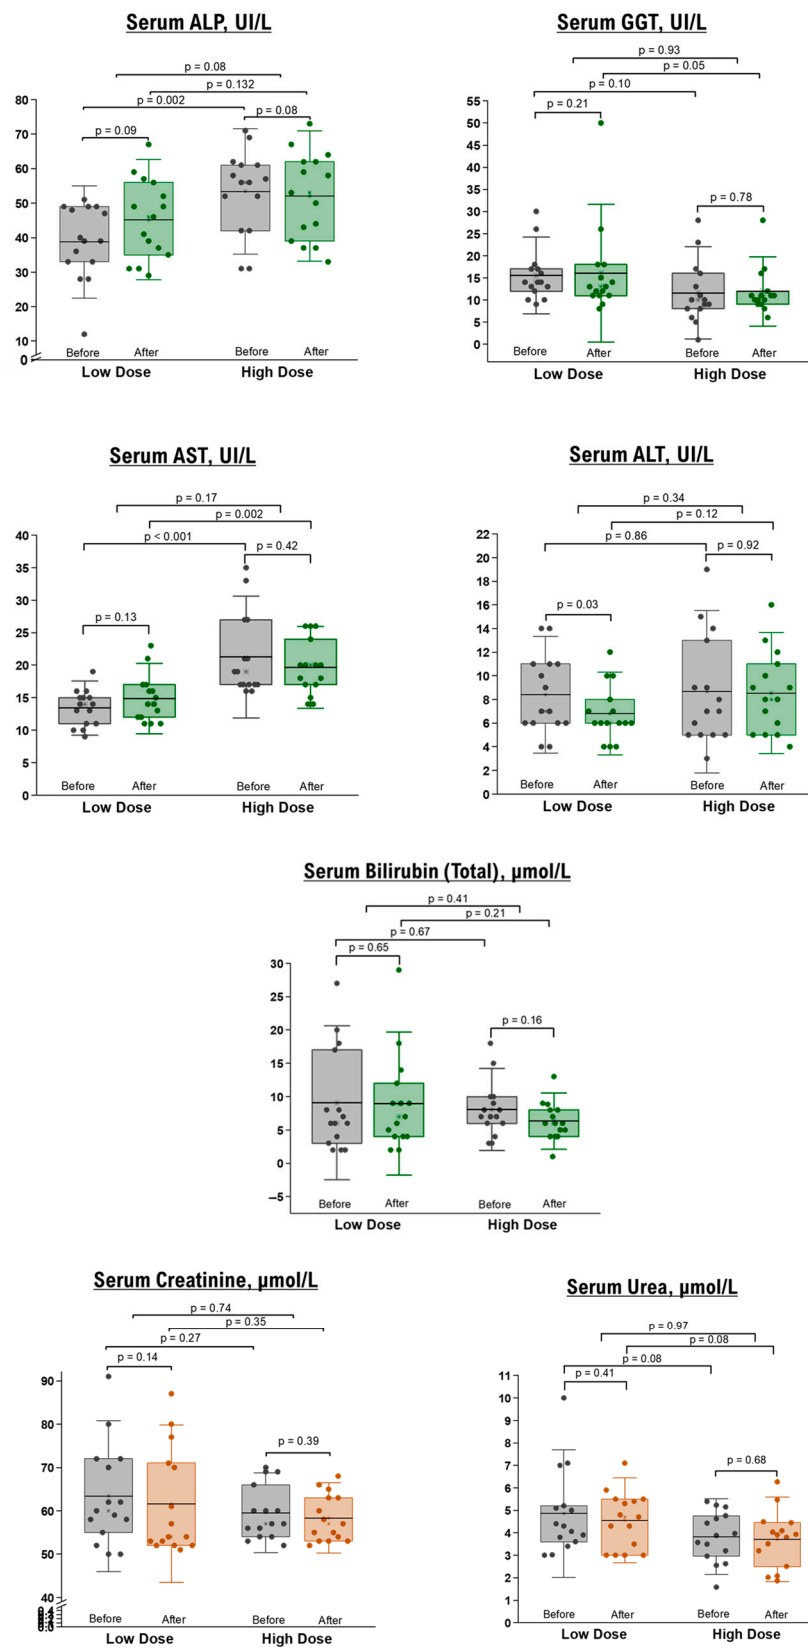 Serum ALP, UI/L
p = 0.08
p = 0.132
p = 0.002
p = 0.08
p = 0.09
80
70
60
50
40
30
20
10
0
Before After Before After
Low Dose High Dose
Serum GGT, UI/L
p = 0.93
p = 0.05
p = 0.10
p = 0.21
p = 0.78
55
50
45
40
35
30
25
20
15
10
5
0
Before After Before After
Low Dose High Dose
Serum AST, UI/L
p = 0.17
p = 0.002
p < 0.001
p = 0.42
p = 0.13
40
35
30
25
20
15
10
5
0
Before After Before After
Low Dose High Dose
Serum ALT, UI/L
p = 0.34
p = 0.12
p = 0.86
p = 0.92
p = 0.03
22
20
18
16
14
12
10
8
6
4
2
0
Before After Before After
Low Dose High Dose
Serum Bilirubin (Total), µmol/L
p = 0.41
p = 0.21
p = 0.67
p = 0.65
p = 0.16
30
25
20
15
10
5
0
−5
Before After Before After
Low Dose High Dose
Serum Creatinine, µmol/L
p = 0.74
p = 0.35
p = 0.27
p = 0.14
p = 0.39
90
80
70
60
50
40
Before After Before After
Low Dose High Dose
Serum Urea, µmol/L
p = 0.97
p = 0.08
p = 0.08
p = 0.41
p = 0.68
11
10
9
8
7
6
5
4
3
2
1
0
Before After Before After
Low Dose High Dose